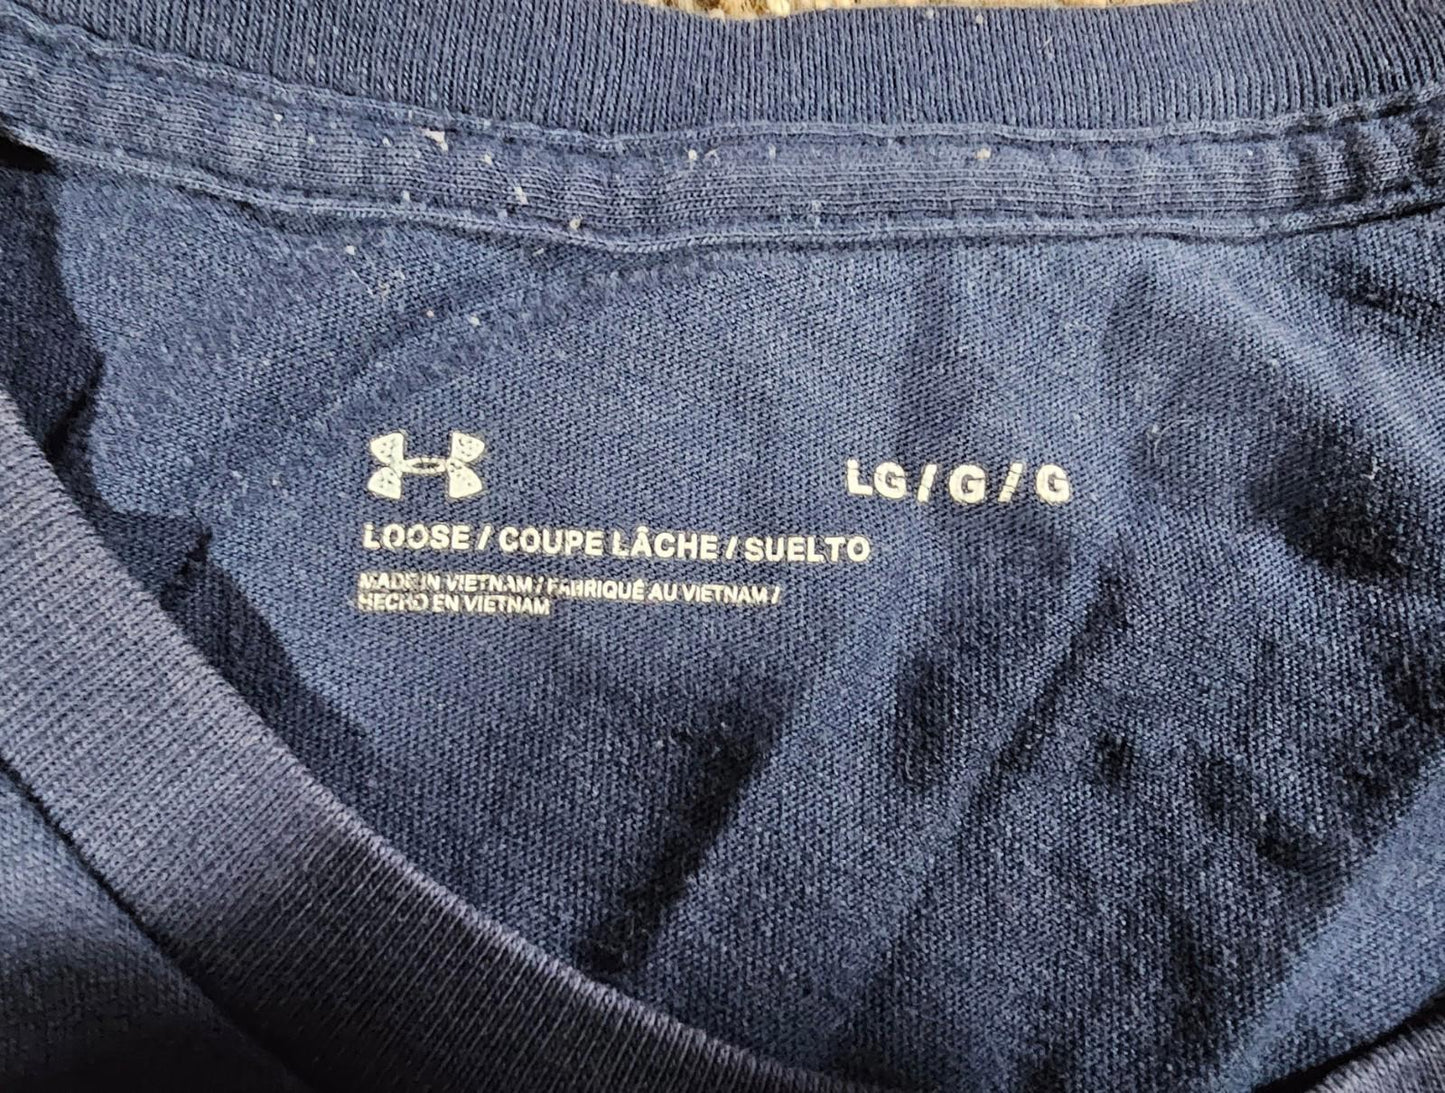 LG / G / G
LOOSE / COUPE LÂCHE / SUELTO
MADE IN VIETNAM / FABRIQUÉ AU VIETNAM /
HECHO EN VIETNAM